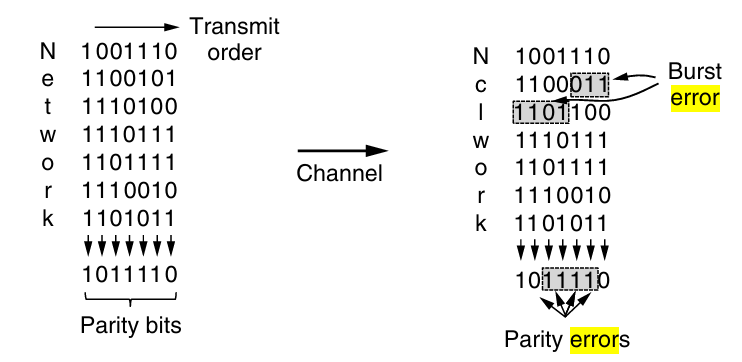 Transmit
order
N 1001110
e 1100101
t 1110100
w 1110111
o 1101111
r 1110010
k 1101011
1011110
Parity bits
Channel
N 1001110
c 1100011
l 1101100
w 1110111
o 1101111
r 1110010
k 1101011
1011110
Burst
error
Parity errors